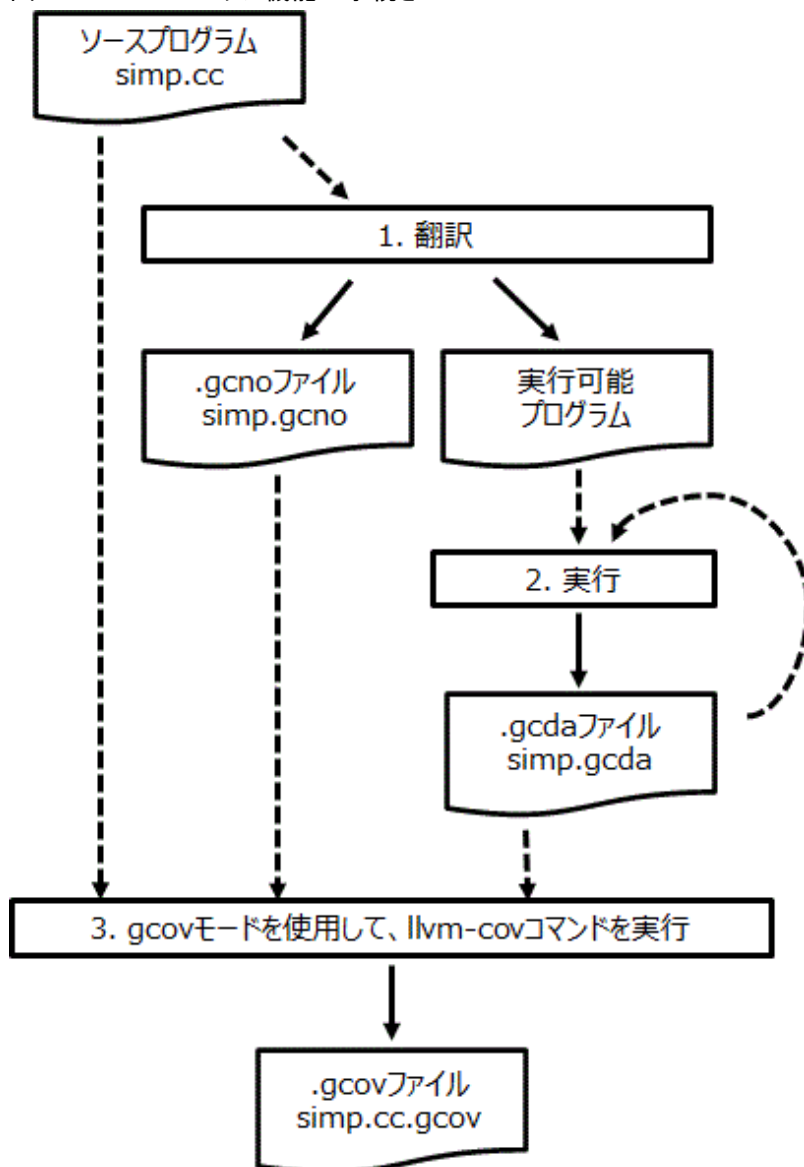 ソースプログラム
simp.cc
1. 翻訳
.gcnoファイル
simp.gcno
実行可能
プログラム
2. 実行
.gcdaファイル
simp.gcda
3. gcovモードを使用して、llvm-covコマンドを実行
.gcovファイル
simp.cc.gcov